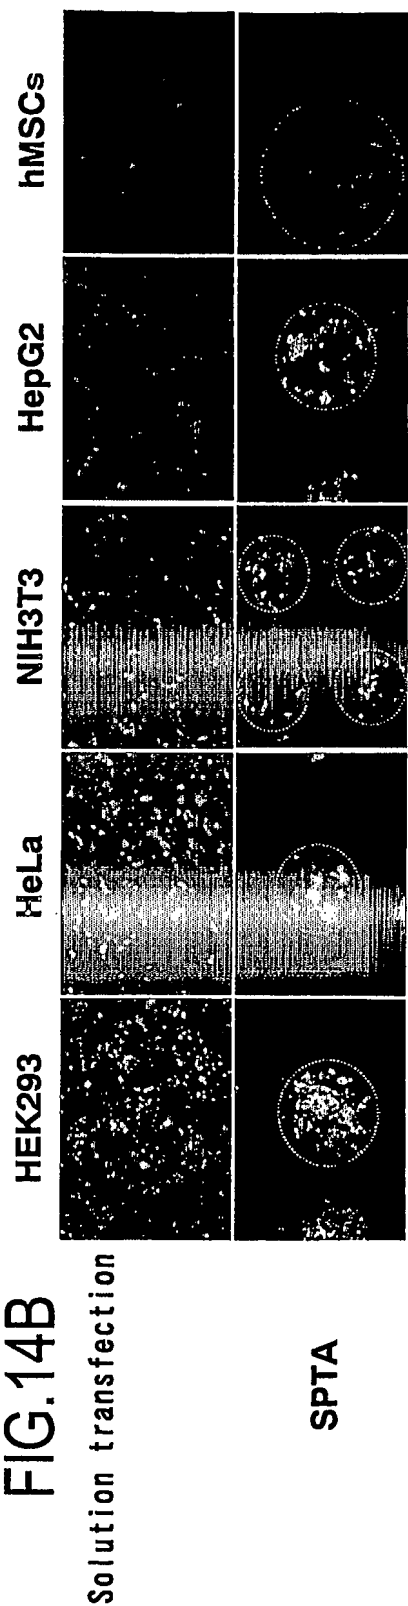 FIG.14B
HEK293
HeLa
NIH3T3
HepG2
hMSCs
Solution transfection
SPTA